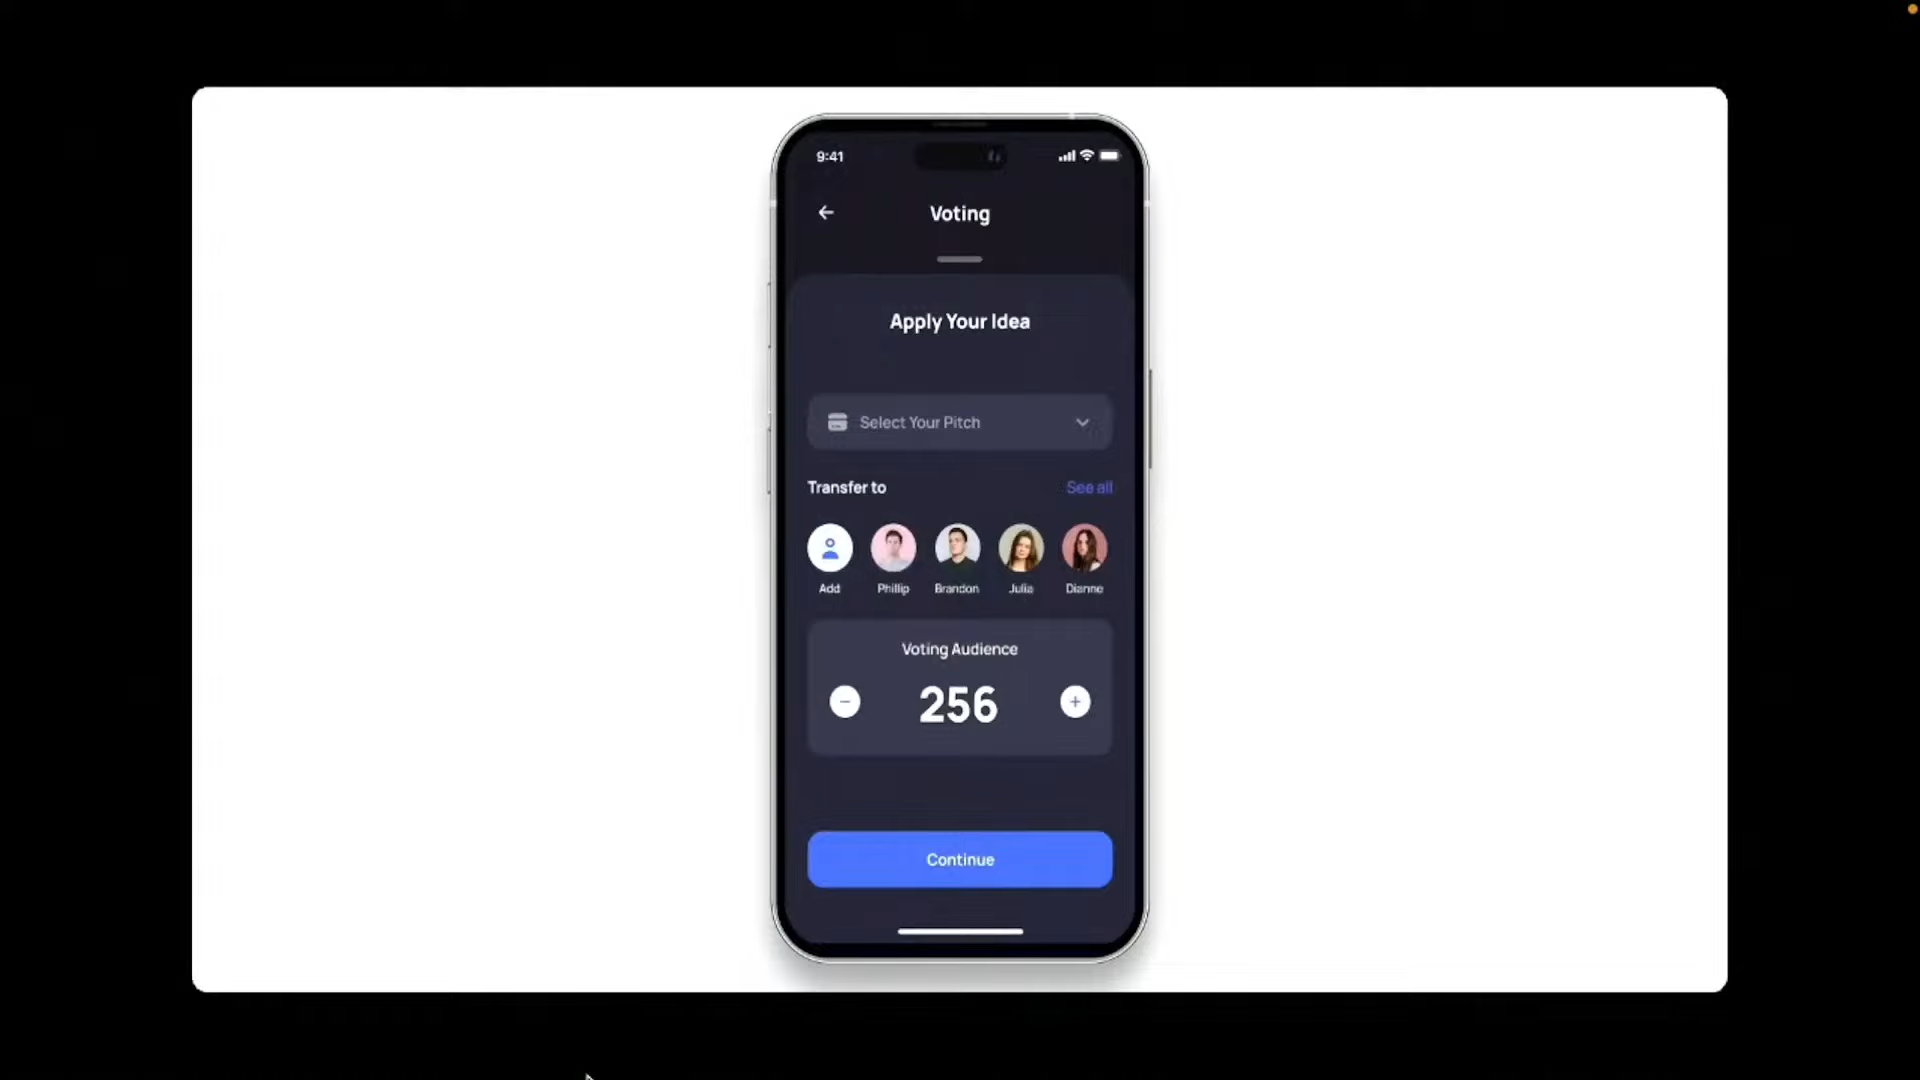 9:41
Voting
Apply Your Idea
Select Your Pitch
Transfer to See all
Add Phillip Brandon Julia Dianne
Voting Audience
256
Continue